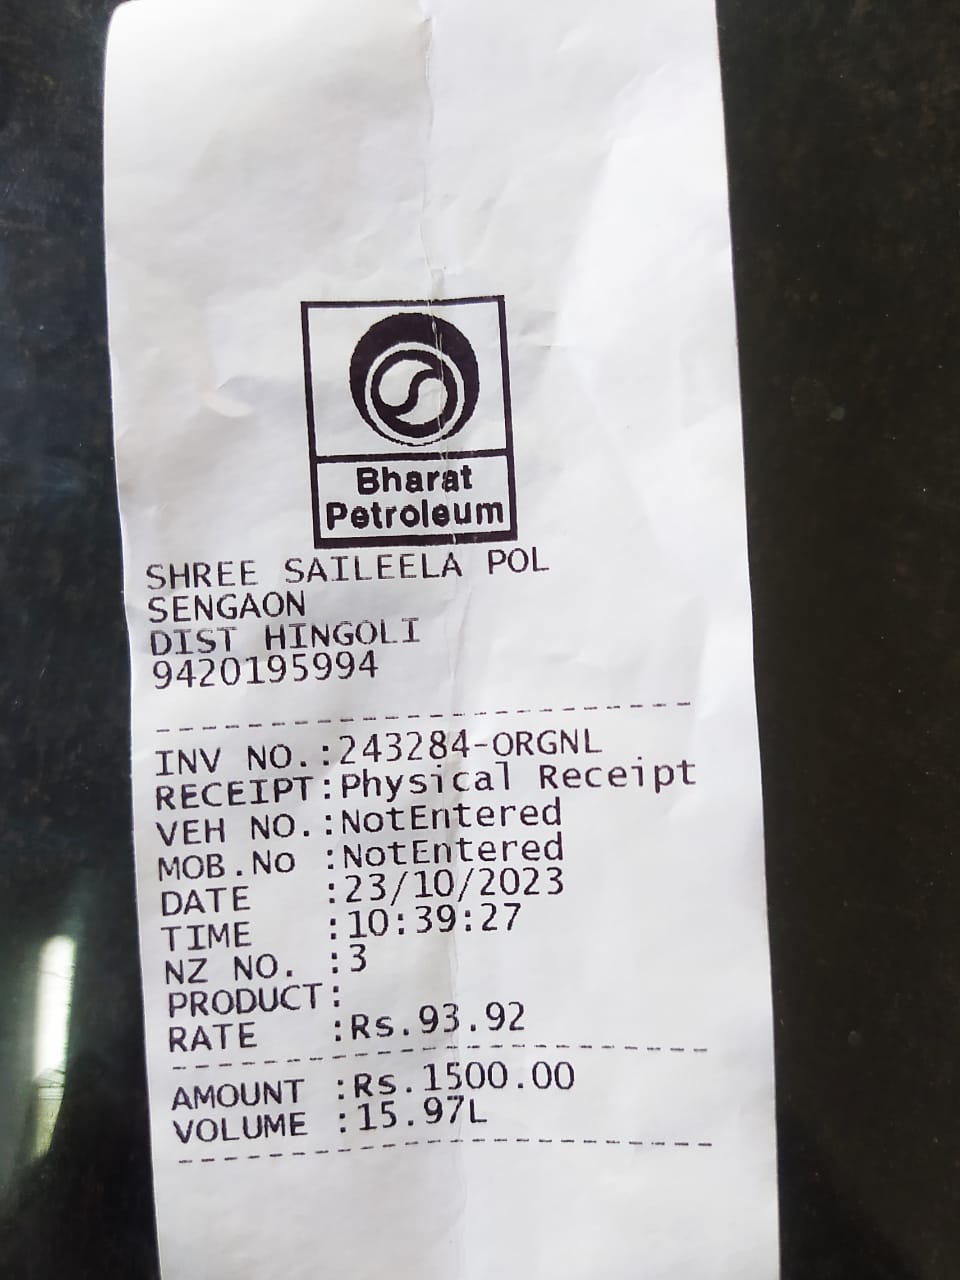 Bharat
Petroleum
SHREE SAILEELA POL
SENGAON
DIST HINGOLI
9420195994
INV NO.:243284-ORGNL
RECEIPT:Physical Receipt
VEH NO.:NotEntered
MOB.No :NotEntered
DATE :23/10/2023
TIME :10:39:27
NZ NO. :3
PRODUCT:
RATE :Rs.93.92
AMOUNT :Rs.1500.00
VOLUME :15.97L